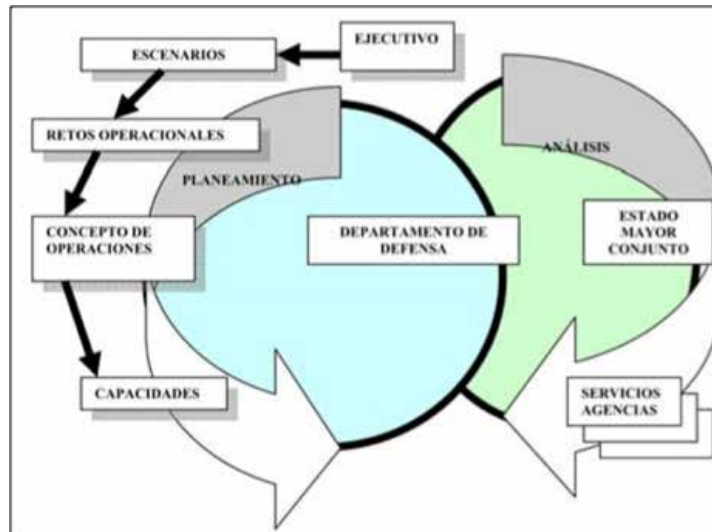 EJECUTIVO
ESCENARIOS
RETOS OPERACIONALES
ANÁLISIS
PLANEAMIENTO
CONCEPTO DE
OPERACIONES
DEPARTAMENTO DE
DEFENSA
ESTADO
MAYOR
CONJUNTO
CAPACIDADES
SERVICIOS
AGENCIAS